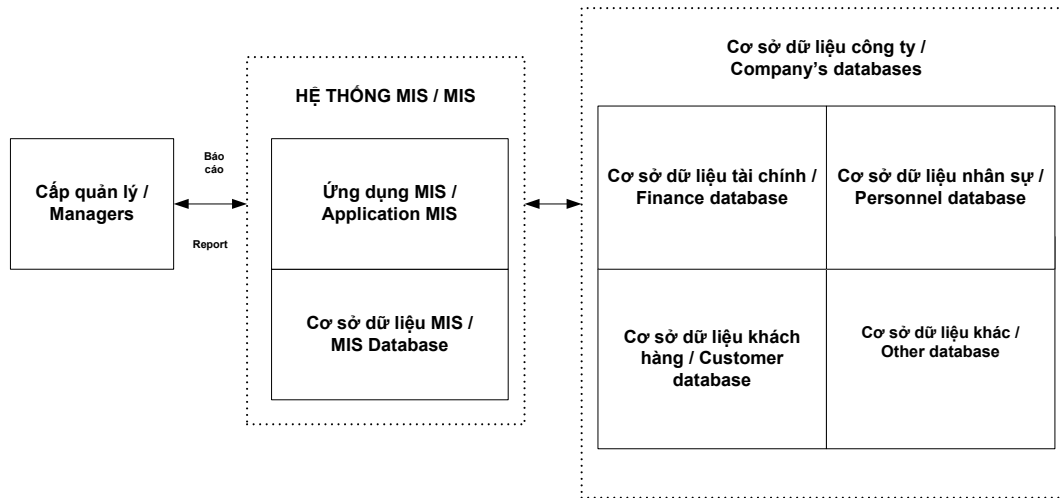 Cấp quản lý /
Managers
Báo
cáo
Report
HỆ THỐNG MIS / MIS
Ứng dụng MIS /
Application MIS
Cơ sở dữ liệu MIS /
MIS Database
Cơ sở dữ liệu công ty /
Company’s databases
Cơ sở dữ liệu tài chính /
Finance database
Cơ sở dữ liệu nhân sự /
Personnel database
Cơ sở dữ liệu khách
hàng / Customer
database
Cơ sở dữ liệu khác /
Other database